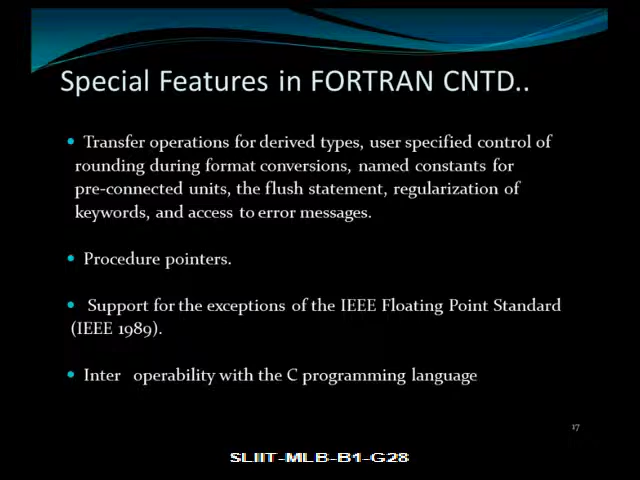 Special Features in FORTRAN CNTD..
• Transfer operations for derived types, user specified control of
rounding during format conversions, named constants for
pre-connected units, the flush statement, regularization of
keywords, and access to error messages.
• Procedure pointers.
• Support for the exceptions of the IEEE Floating Point Standard
(IEEE 1989).
• Inter operability with the C programming language
17
SLIIT-MLB-B1-G28